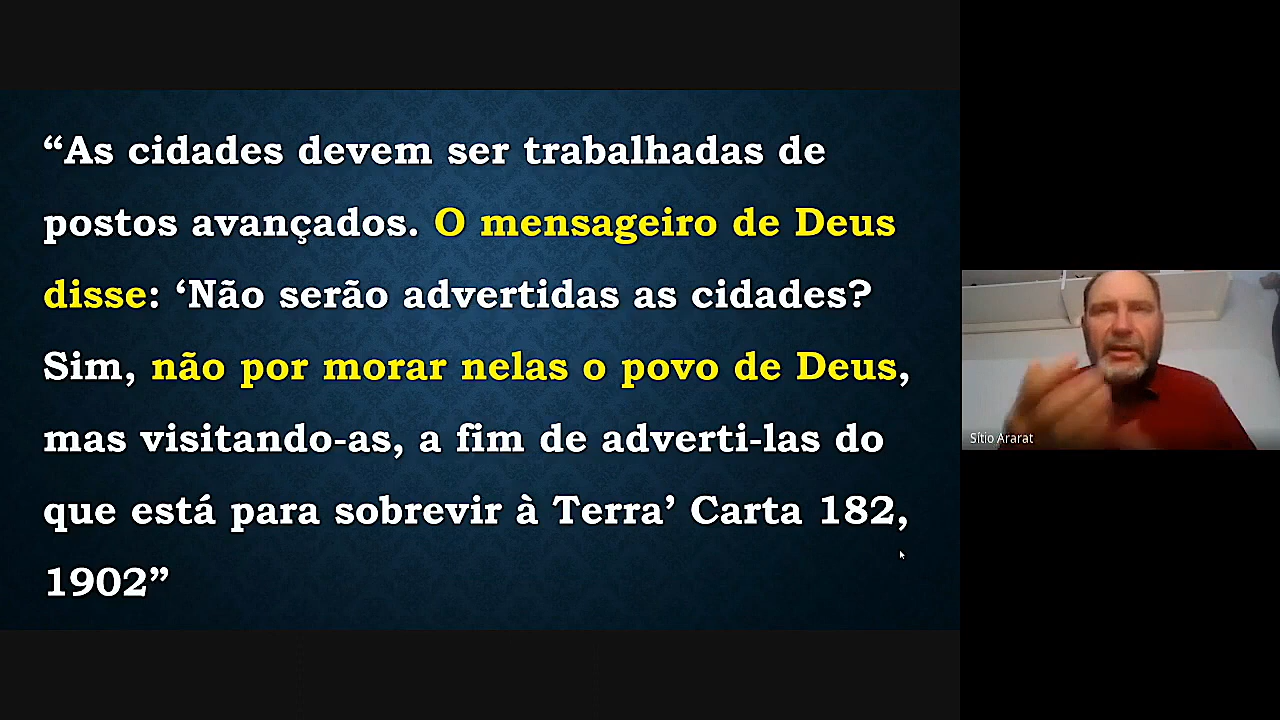 “As cidades devem ser trabalhadas de
postos avançados. O mensageiro de Deus
disse: ‘Não serão advertidas as cidades?
Sim, não por morar nelas o povo de Deus,
mas visitando-as, a fim de adverti-las do
que está para sobrevir à Terra’ Carta 182,
1902”
Sítio Ararat